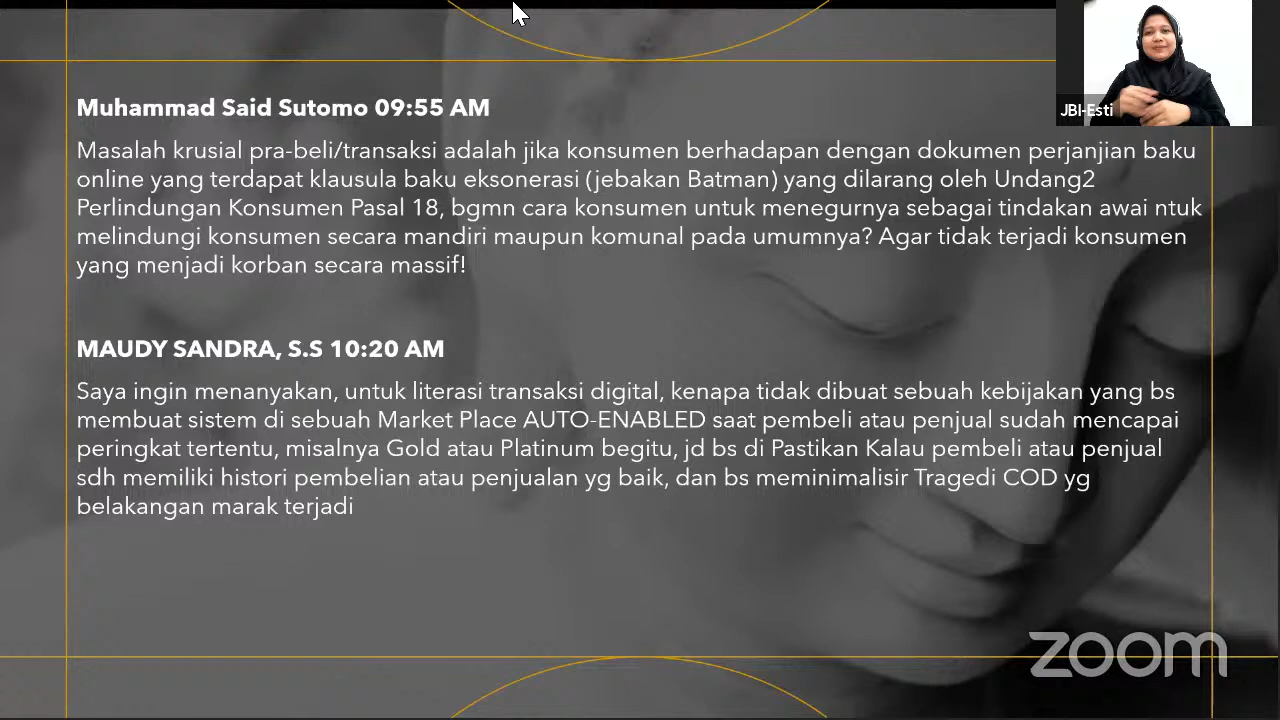 Muhammad Said Sutomo 09:55 AM
Masalah krusial pra-beli/transaksi adalah jika konsumen berhadapan dengan dokumen perjanjian baku
online yang terdapat klausula baku eksonerasi (jebakan Batman) yang dilarang oleh Undang2
Perlindungan Konsumen Pasal 18, bgmn cara konsumen untuk menegurnya sebagai tindakan awai ntuk
melindungi konsumen secara mandiri maupun komunal pada umumnya? Agar tidak terjadi konsumen
yang menjadi korban secara massif!
MAUDY SANDRA, S.S 10:20 AM
Saya ingin menanyakan, untuk literasi transaksi digital, kenapa tidak dibuat sebuah kebijakan yang bs
membuat sistem di sebuah Market Place AUTO-ENABLED saat pembeli atau penjual sudah mencapai
peringkat tertentu, misalnya Gold atau Platinum begitu, jd bs di Pastikan Kalau pembeli atau penjual
sdh memiliki histori pembelian atau penjualan yg baik, dan bs meminimalisir Tragedi COD yg
belakangan marak terjadi
JBI-Esti
zoom